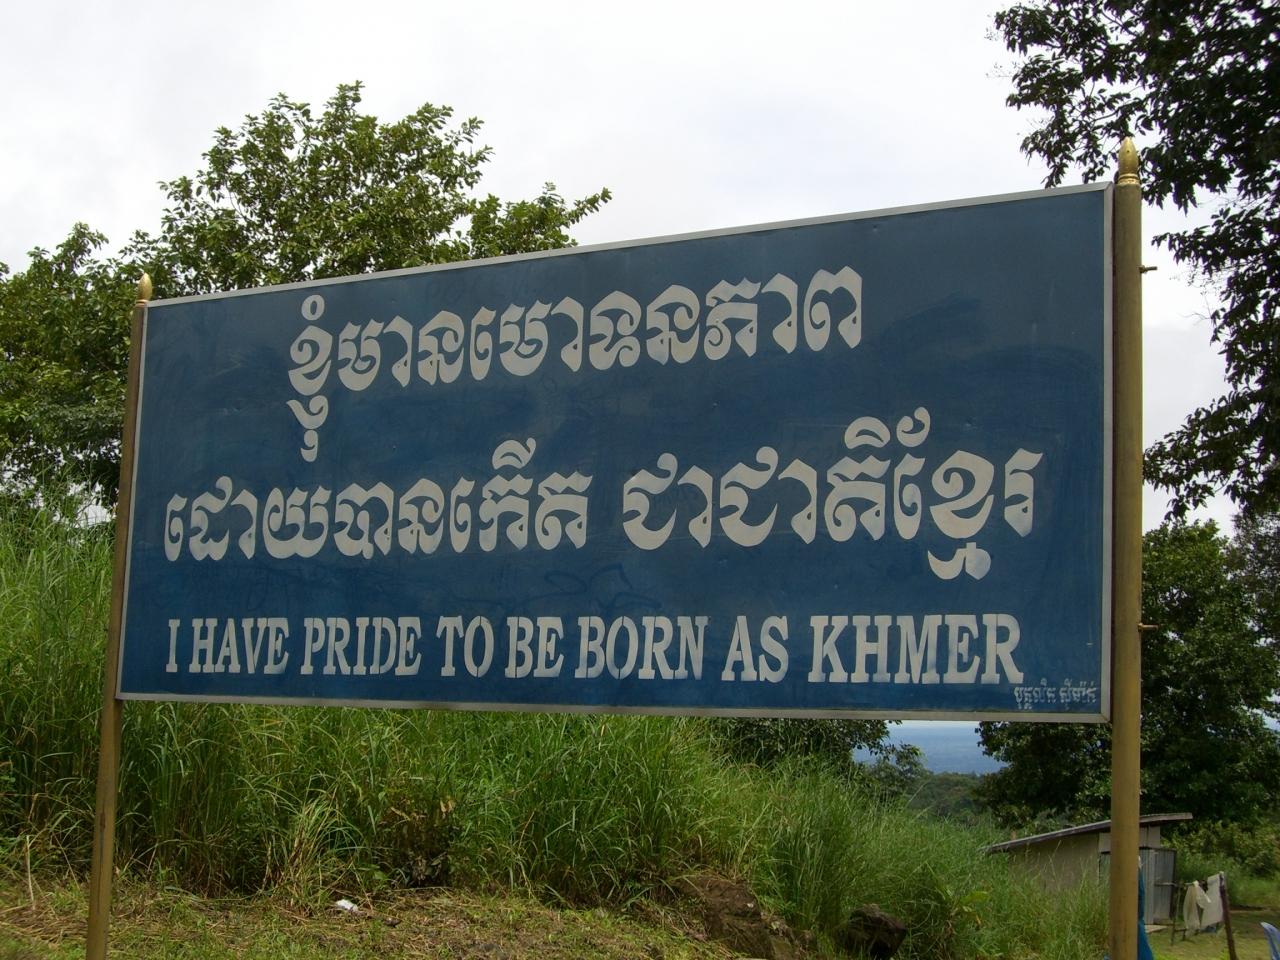 ខ្ញុំមានមោទនភាព
ដោយបានកើត ជាជាតិខ្មែរ
I HAVE PRIDE TO BE BORN AS KHMER